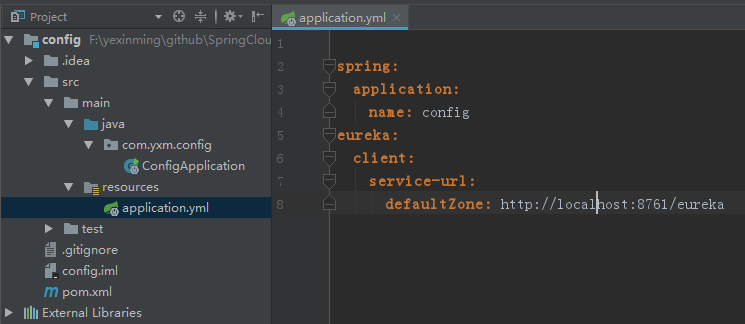 Project
config F:\yexinming\github\SpringClou
.idea
src
main
java
com.yxm.config
ConfigApplication
resources
application.yml
test
.gitignore
config.iml
pom.xml
External Libraries
application.yml
1
2 spring:
3 application:
4 name: config
5 eureka:
6 client:
7 service-url:
8 defaultZone: http://localhost:8761/eureka